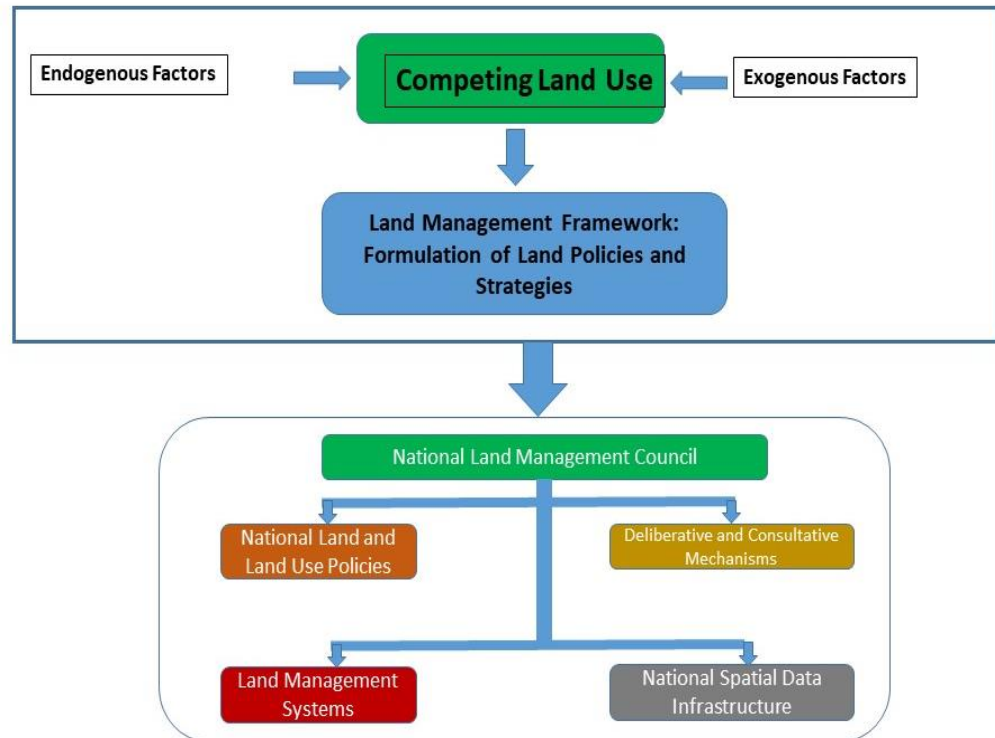 Endogenous Factors
Competing Land Use
Exogenous Factors
Land Management Framework:
Formulation of Land Policies and
Strategies
National Land Management Council
National Land and
Land Use Policies
Deliberative and Consultative
Mechanisms
Land Management
Systems
National Spatial Data
Infrastructure